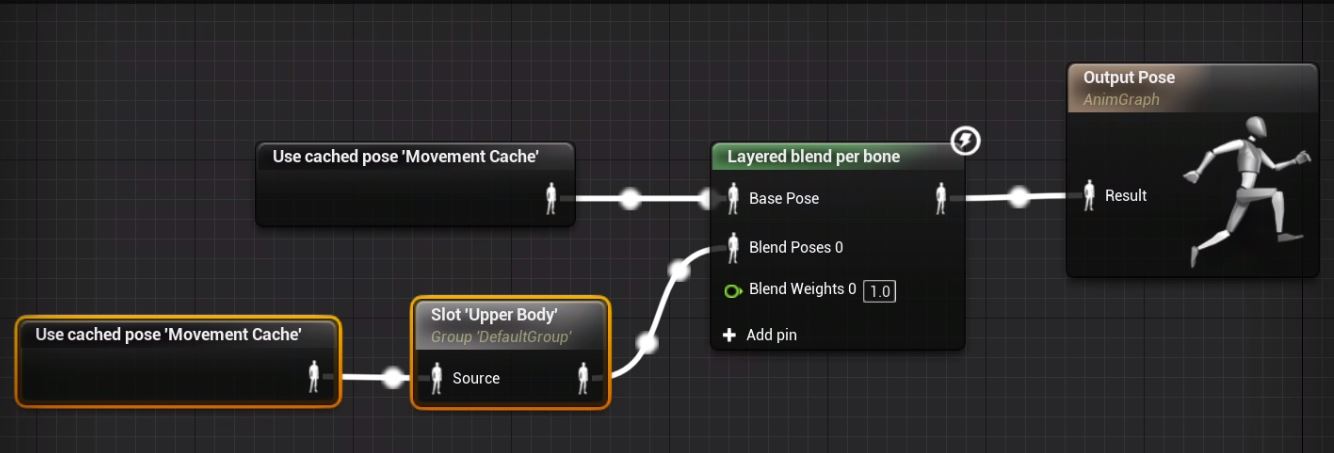 Output Pose
AnimGraph
Result
Use cached pose 'Movement Cache'
Layered blend per bone
Base Pose
Blend Poses 0
Blend Weights 0 1.0
Add pin
Use cached pose 'Movement Cache'
Slot 'Upper Body'
Group 'DefaultGroup'
Source